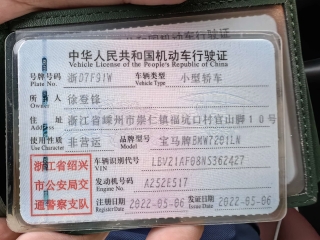 中华人民共和国机动车行驶证
Vehicle License of the People's Republic of China
号牌号码 浙D7F91W 车辆类型 小型轿车
Plate No. Vehicle Type
所有人 徐登锋
Owner
住址 浙江省嵊州市崇仁镇福坑口村官山脚10号
Address
使用性质 非营运 品牌型号 宝马牌BMW7201LN
Use Character Model
浙江省绍兴
市公安局交
通警察支队
车辆识别代号 LBV21AF08NS362427
VIN
发动机号码 A252E517
Engine No.
注册日期 2022-05-06 发证日期 2022-05-06
Register Date Issue Date